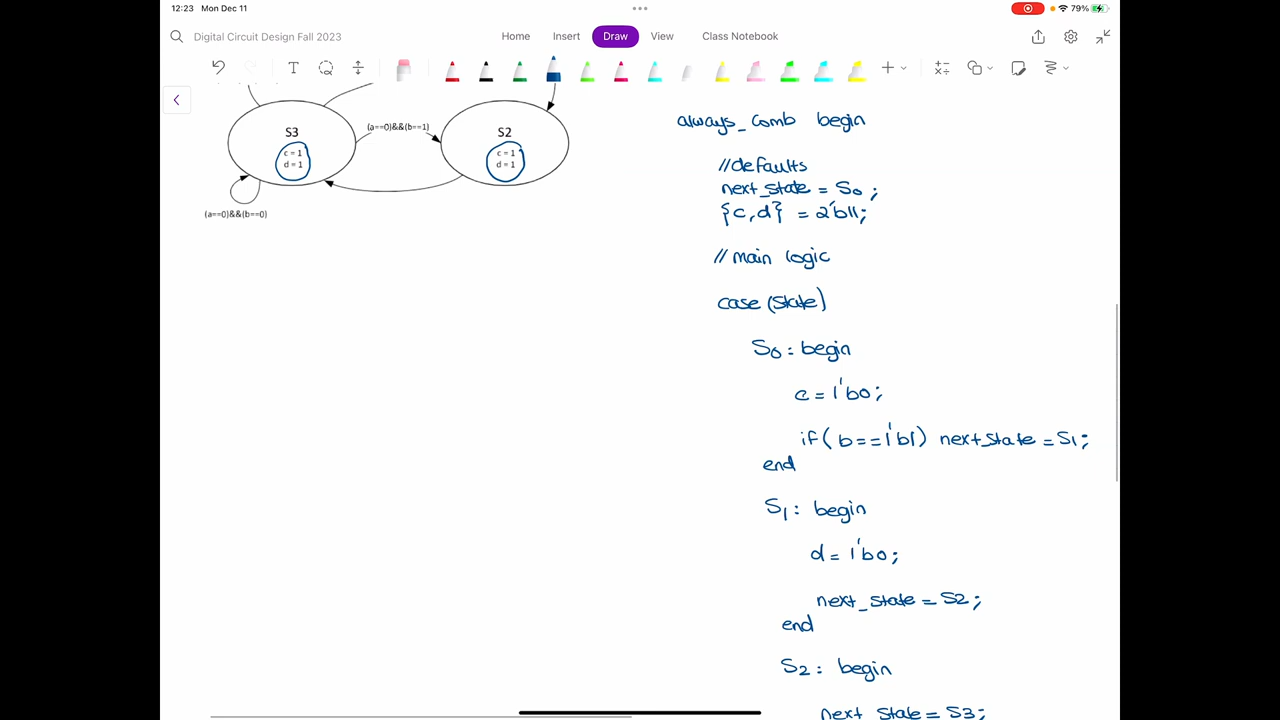 12:23 Mon Dec 11
79%
Digital Circuit Design Fall 2023
Home Insert Draw View Class Notebook
S3
c = 1
d = 1
(a==0)&&(b==1)
S2
c = 1
d = 1
(a==0)&&(b==0)
always_comb begin
//defaults
next_state = S0;
{c,d} = 2'b11;
// main logic
case (state)
S0: begin
c = 1'b0;
if( b==1'b1) next_state = S1;
end
S1: begin
d = 1'b0;
next_state = S2;
end
S2: begin
next_state = S3;